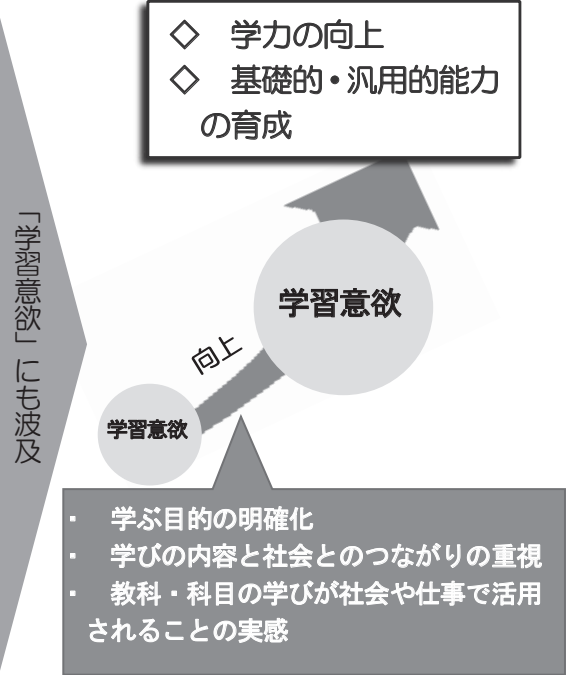 ◇　学力の向上
◇　基礎的・汎用的能力
の育成
「学習意欲」にも波及
学習意欲
向上
学習意欲
・　学ぶ目的の明確化
・　学びの内容と社会とのつながりの重視
・　教科・科目の学びが社会や仕事で活用
されることの実感